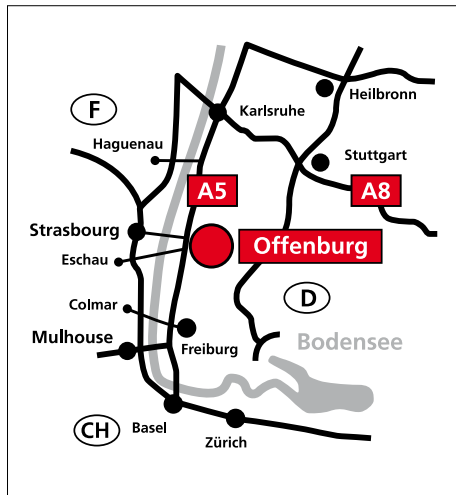 Heilbronn
F
Karlsruhe
Haguenau
Stuttgart
A5
A8
Strasbourg
Offenburg
Eschau
D
Colmar
Mulhouse
Freiburg
Bodensee
CH
Basel
Zürich